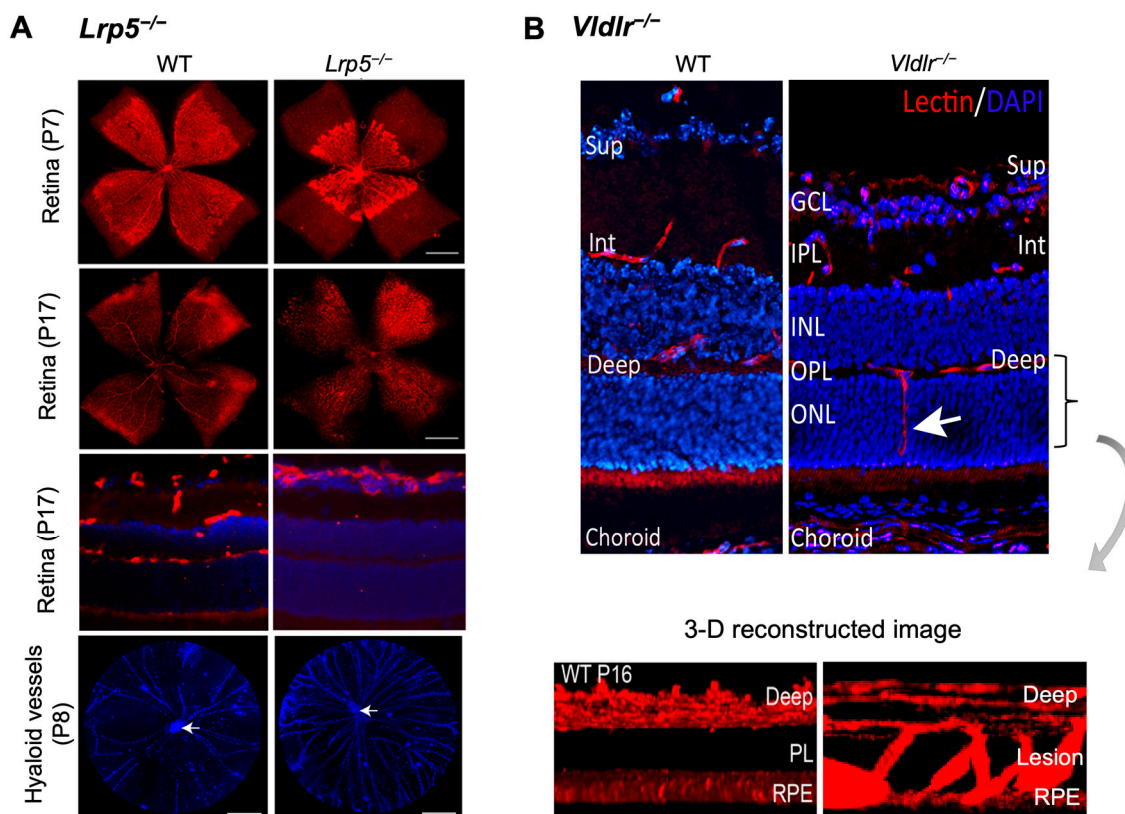 A Lrp5–/–
WT
Lrp5–/–
Retina (P7)
Retina (P17)
Retina (P17)
Hyaloid vessels
(P8)
B Vldlr–/–
WT
Vldlr–/–
Lectin/DAPI
Sup
Int
Deep
Choroid
GCL
IPL
INL
OPL
ONL
Choroid
Sup
Int
Deep
3-D reconstructed image
WT P16
Deep
PL
RPE
Deep
Lesion
RPE